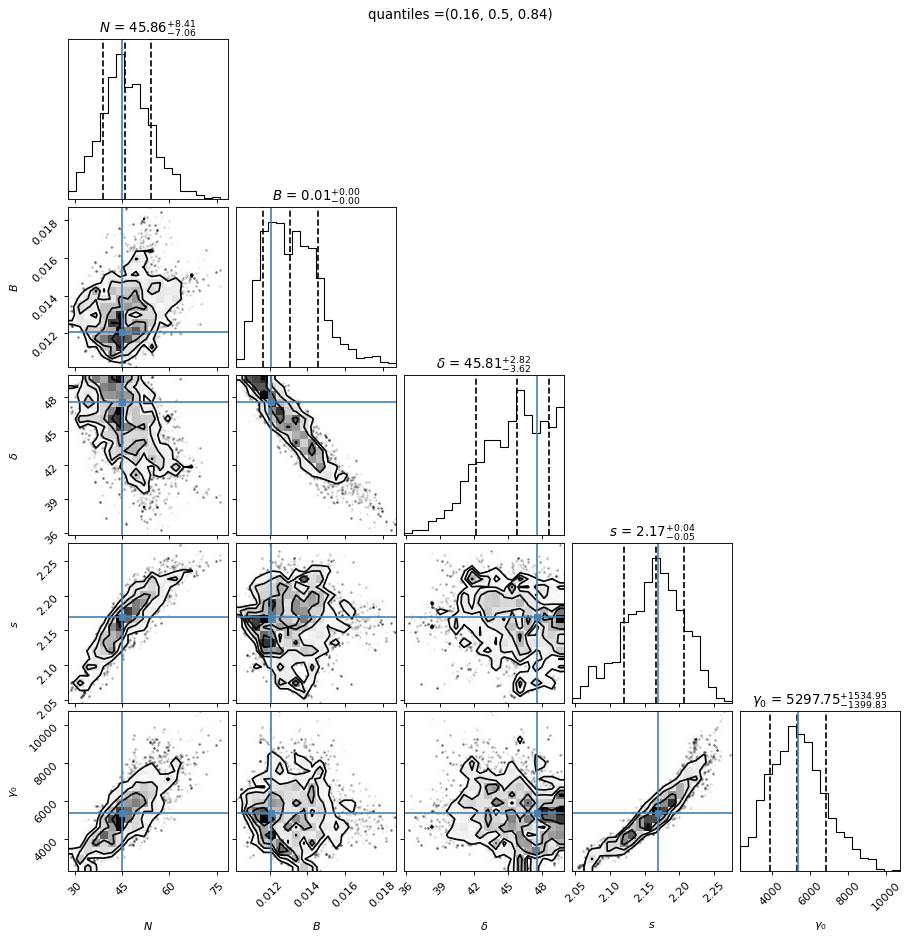 quantiles =(0.16, 0.5, 0.84)
N = 45.86+8.41−7.06
B = 0.01+0.00−0.00
0.018
0.016
0.014
0.012
B
δ = 45.81+2.82−3.62
48
45
42
39
36
δ
s = 2.17+0.04−0.05
2.25
2.20
2.15
2.10
2.05
s
γ0 = 5297.75+1534.95−1399.83
10000
8000
6000
4000
γ0
30 45 60 75
N
0.012 0.014 0.016 0.018
B
36 39 42 45 48
δ
2.05 2.10 2.15 2.20 2.25
s
4000 6000 8000 10000
γ0